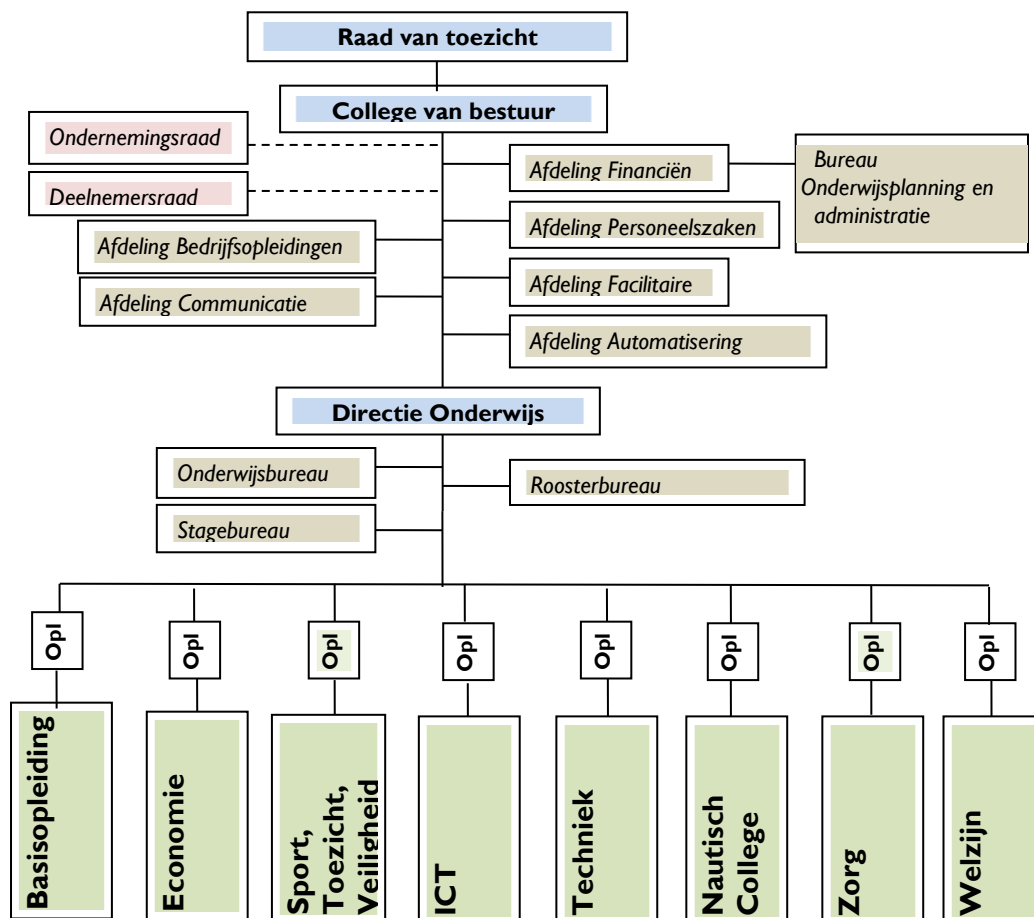 Raad van toezicht
College van bestuur
Ondernemingsraad
Deelnemersraad
Afdeling Financiën
Bureau
Onderwijsplanning en
administratie
Afdeling Personeelszaken
Afdeling Bedrijfsopleidingen
Afdeling Facilitaire
Afdeling Communicatie
Afdeling Automatisering
Directie Onderwijs
Onderwijsbureau
Roosterbureau
Stagebureau
Opl
Opl
Opl
Opl
Opl
Opl
Opl
Opl
Basisopleiding
Economie
Sport,
Toezicht,
Veiligheid
ICT
Techniek
Nautisch
College
Zorg
Welzijn